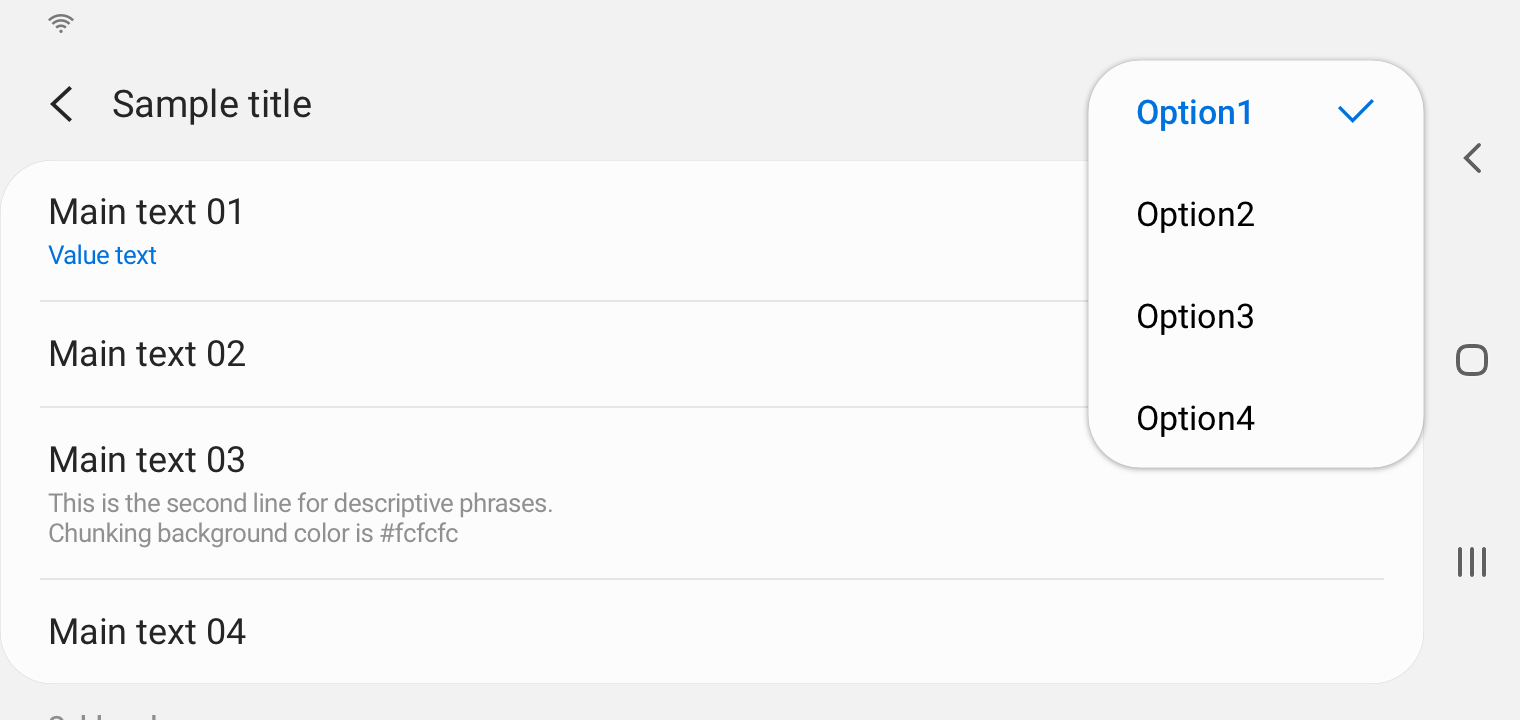 Sample title
Main text 01
Value text
Main text 02
Main text 03
This is the second line for descriptive phrases.
Chunking background color is #fcfcfc
Main text 04
Option1
Option2
Option3
Option4